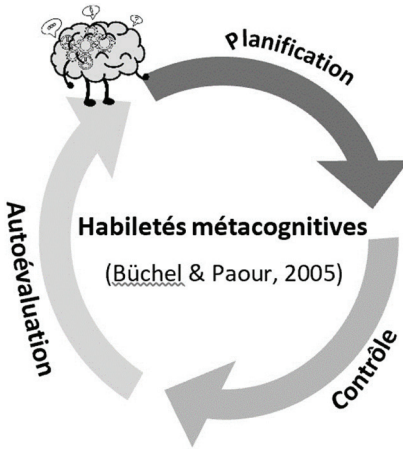 Planification
Habiletés métacognitives
(Büchel & Paour, 2005)
Autoévaluation
Contrôle